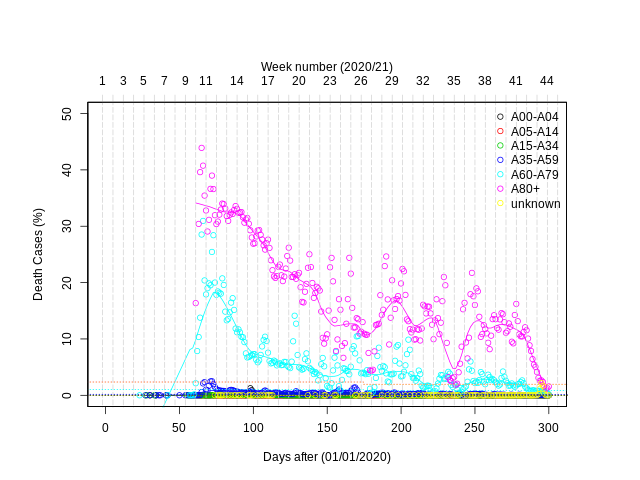 Week number (2020/21)
1 3 5 7 9 11 14 17 20 23 26 29 32 35 38 41 44
50
40
30
20
10
0
Death Cases (%)
A00-A04
A05-A14
A15-A34
A35-A59
A60-A79
A80+
unknown
0 50 100 150 200 250 300
Days after (01/01/2020)